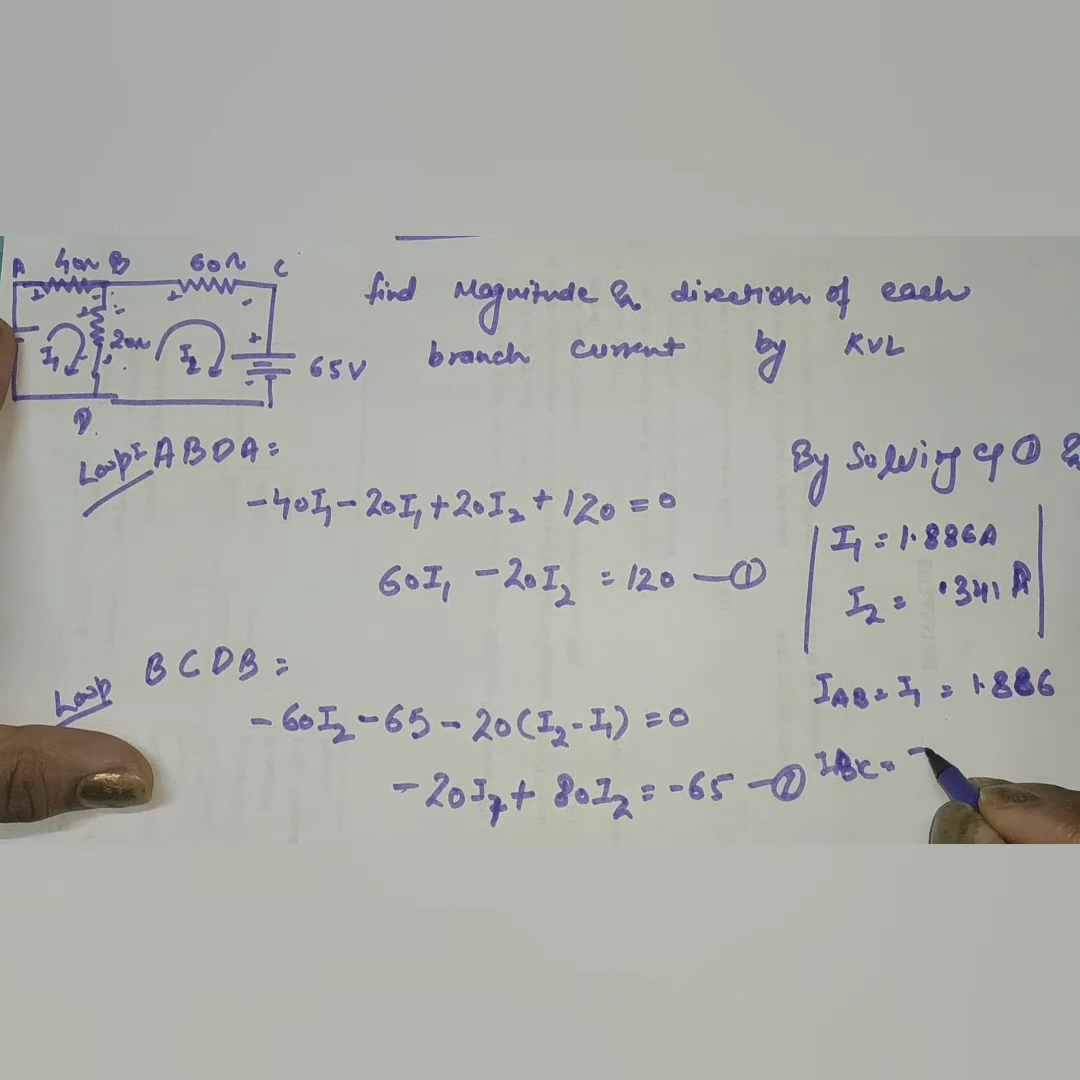 A 40Ω B 60Ω C
+ + -
+ 20Ω +
I₁ I₂ 65V
- -
D
find Magnitude & direction of each
branch current by KVL
Loop I ABDA =
-40I₁ - 20I₁ + 20I₂ + 120 = 0
60I₁ - 20I₂ = 120 — ①
Loop BCDB =
-60I₂ - 65 - 20(I₂ - I₁) = 0
-20I₁ + 80I₂ = -65 — ②
By Solving eq ① &
I₁ = 1.886A
I₂ = .341 A
I_AB = I₁ = 1.886
I_BC =